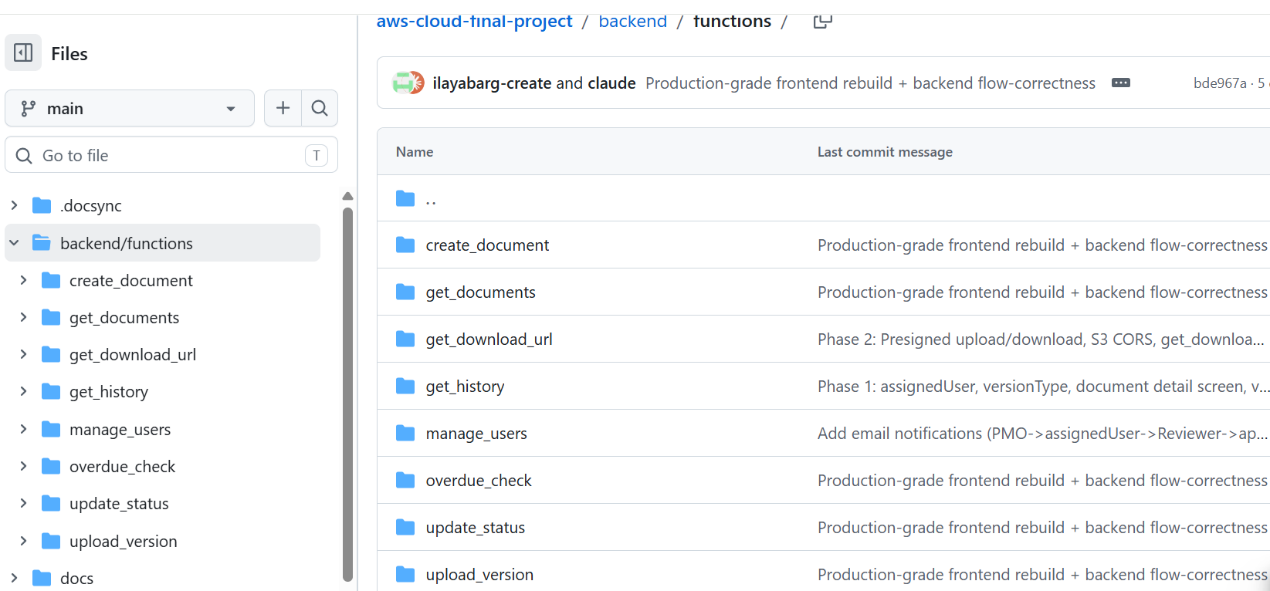 aws-cloud-final-project / backend / functions /
Files
ilayabarg-create and claude Production-grade frontend rebuild + backend flow-correctness bde967a · 5
main
Go to file T
Name Last commit message
.docsync
..
backend/functions
create_document Production-grade frontend rebuild + backend flow-correctness
create_document
get_documents Production-grade frontend rebuild + backend flow-correctness
get_documents
get_download_url Phase 2: Presigned upload/download, S3 CORS, get_downloa...
get_download_url
get_history Phase 1: assignedUser, versionType, document detail screen, v...
get_history
manage_users Add email notifications (PMO->assignedUser->Reviewer->ap...
manage_users
overdue_check Production-grade frontend rebuild + backend flow-correctness
overdue_check
update_status Production-grade frontend rebuild + backend flow-correctness
update_status
upload_version Production-grade frontend rebuild + backend flow-correctness
upload_version
docs